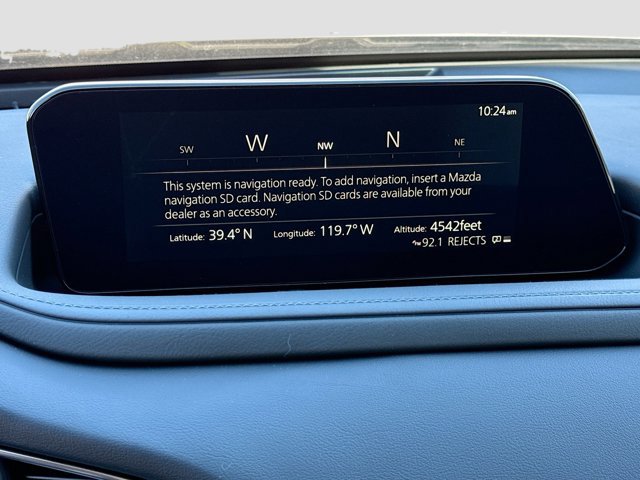 10:24 am
SW W NW N NE
This system is navigation ready. To add navigation, insert a Mazda
navigation SD card. Navigation SD cards are available from your
dealer as an accessory.
Latitude: 39.4° N Longitude: 119.7° W Altitude: 4542feet
92.1 REJECTS